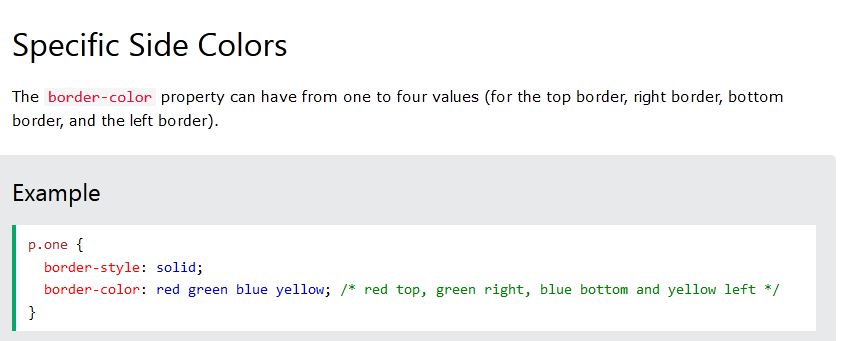 Specific Side Colors
The border-color property can have from one to four values (for the top border, right border, bottom
border, and the left border).
Example
p.one {
  border-style: solid;
  border-color: red green blue yellow; /* red top, green right, blue bottom and yellow left */
}